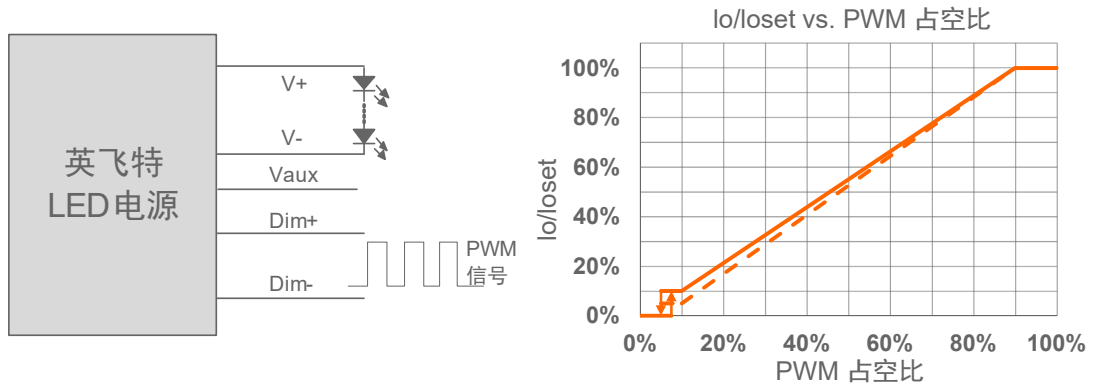 英飞特
LED电源
V+
V-
Vaux
Dim+
Dim-
PWM
信号
Io/Ioset vs. PWM 占空比
Io/Ioset
100%
80%
60%
40%
20%
0%
0% 20% 40% 60% 80% 100%
PWM 占空比